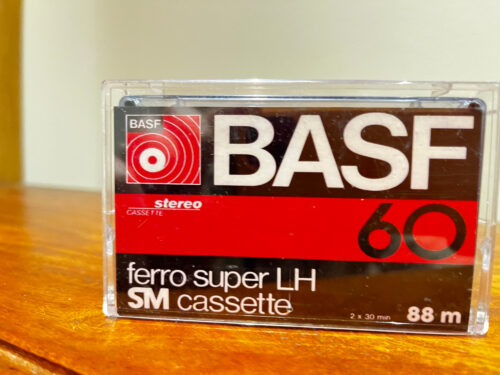 BASF
BASF
stereo
CASSETTE
60
ferro super LH
SM cassette
2 x 30 min
88 m